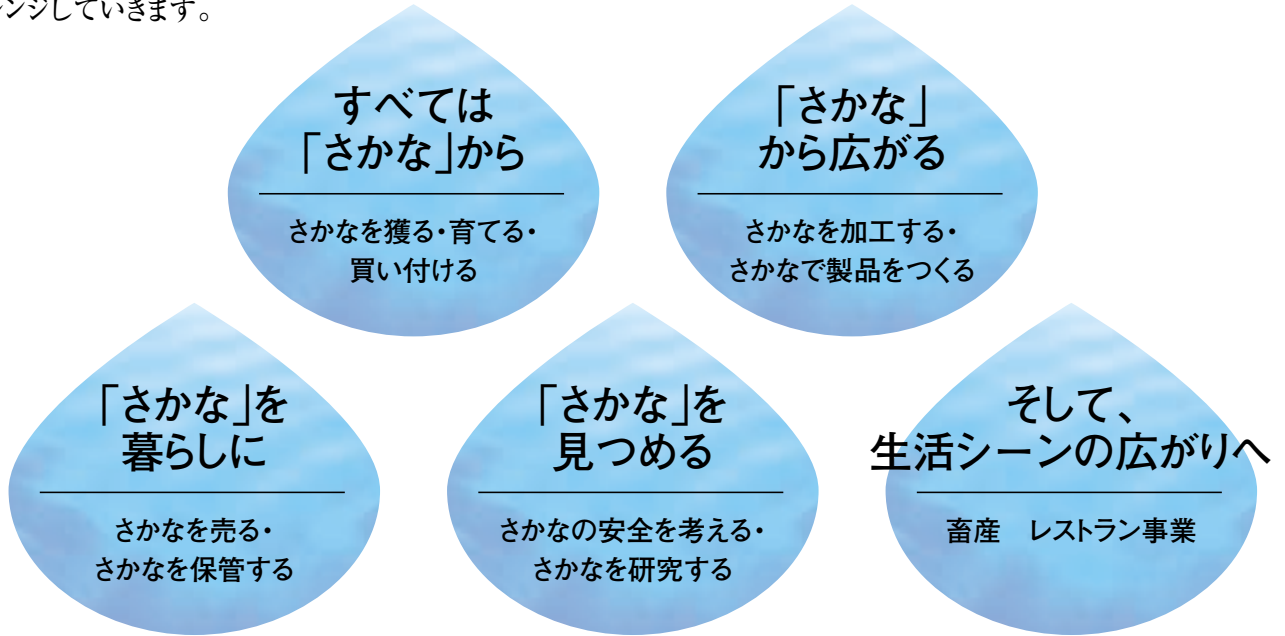 ンジしていきます。
すべては
「さかな」から
さかなを獲る・育てる・
買い付ける
「さかな」
から広がる
さかなを加工する・
さかなで製品をつくる
「さかな」を
暮らしに
さかなを売る・
さかなを保管する
「さかな」を
見つめる
さかなの安全を考える・
さかなを研究する
そして、
生活シーンの広がりへ
畜産　レストラン事業